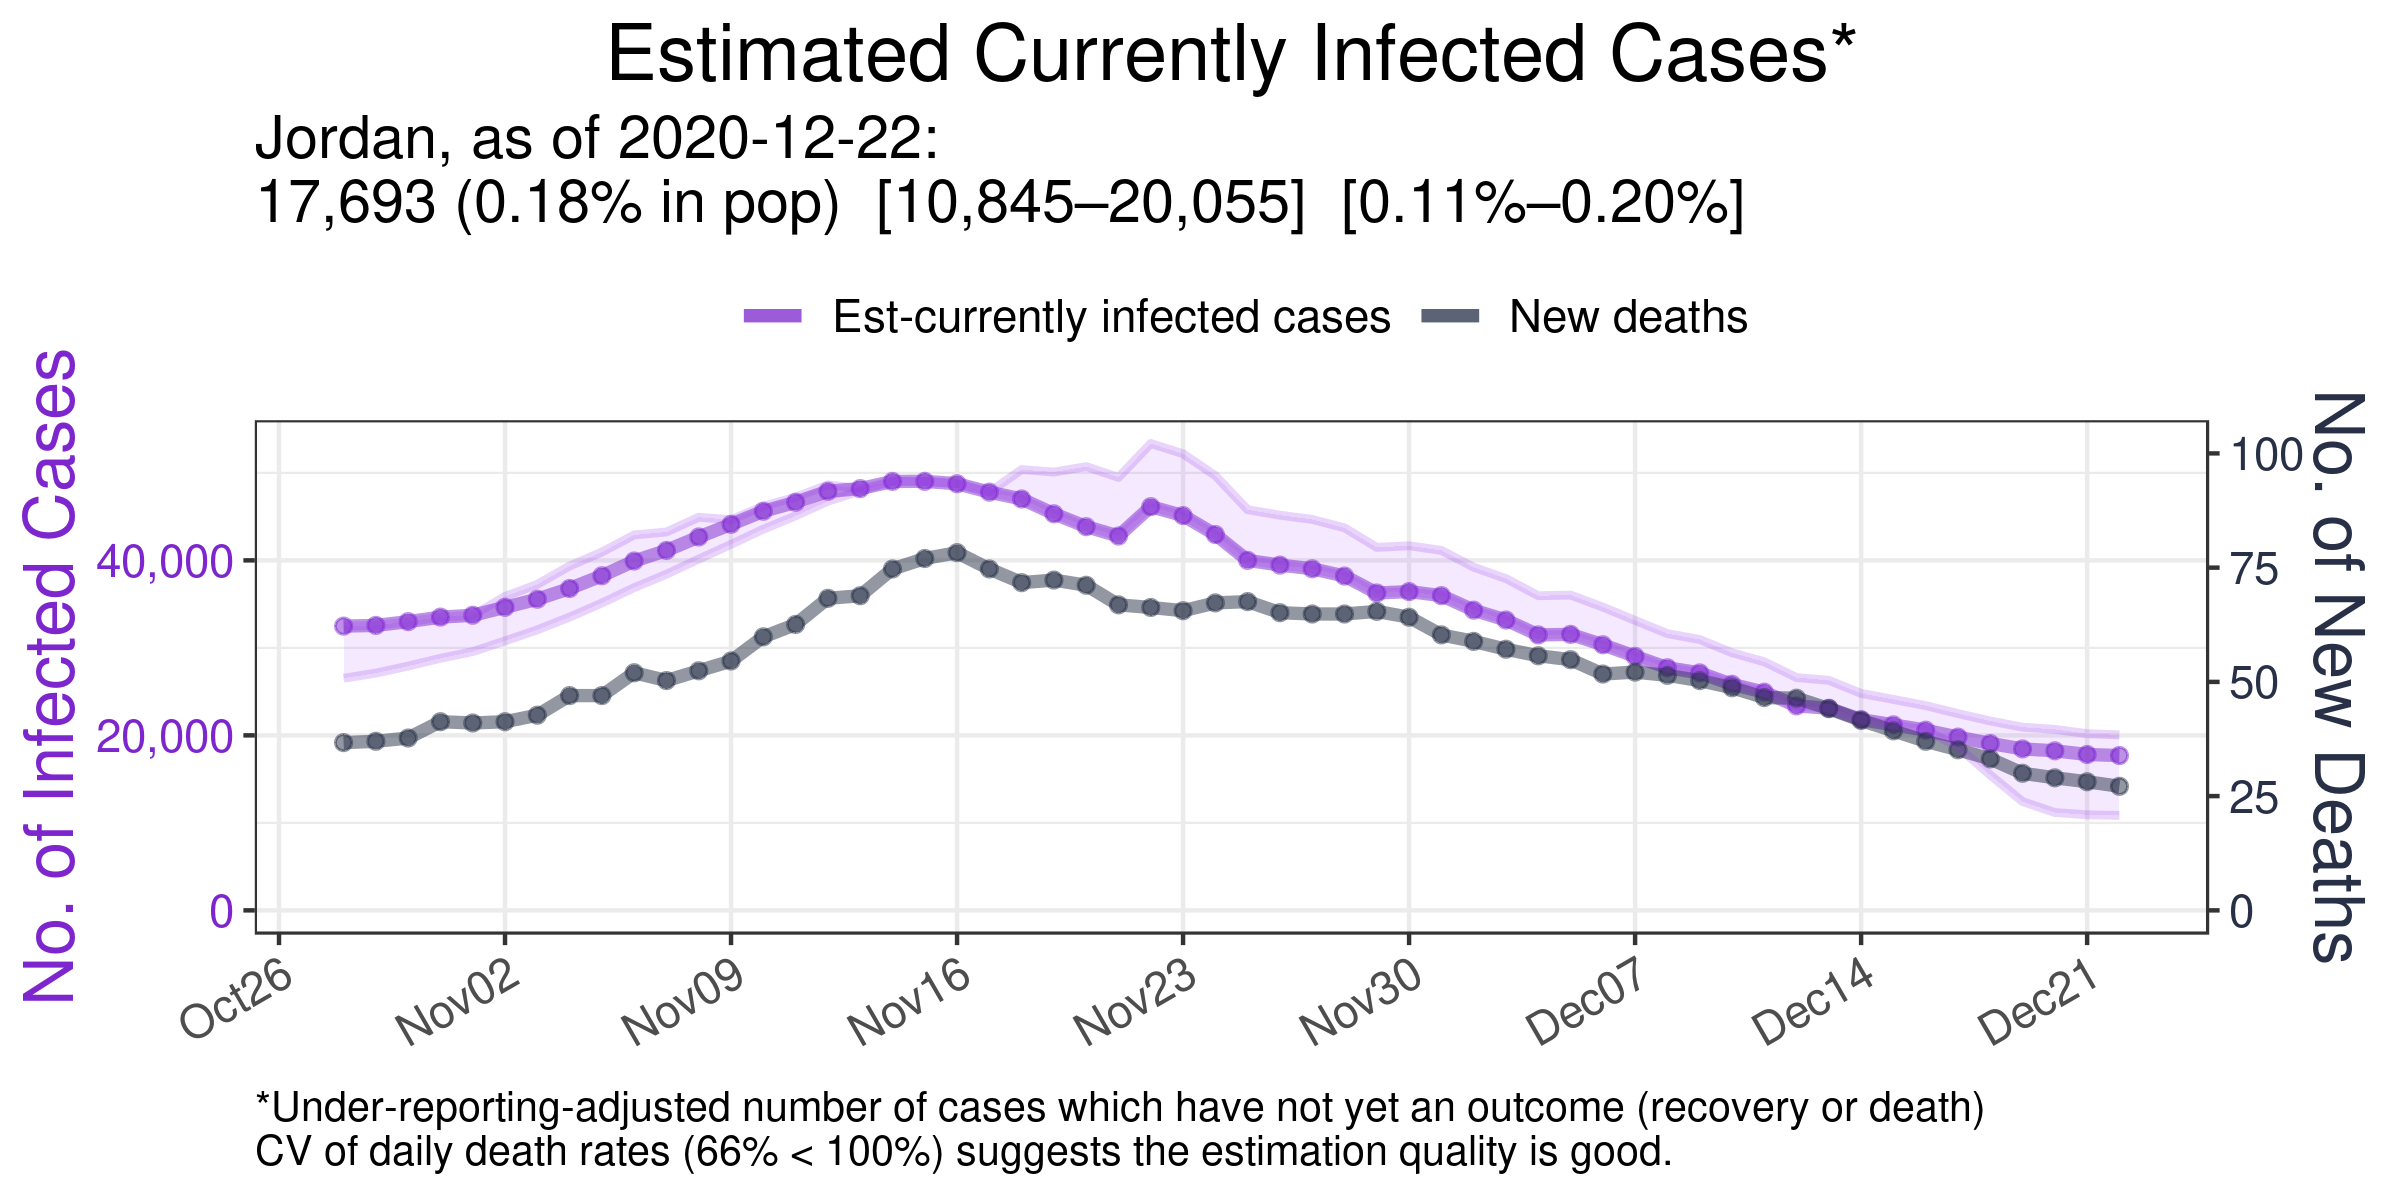 Estimated Currently Infected Cases*
Jordan, as of 2020-12-22:
17,693 (0.18% in pop)  [10,845–20,055]  [0.11%–0.20%]
Est-currently infected cases
New deaths
No. of Infected Cases
40,000
20,000
0
100
75
50
25
0
No. of New Deaths
Oct26
Nov02
Nov09
Nov16
Nov23
Nov30
Dec07
Dec14
Dec21
*Under-reporting-adjusted number of cases which have not yet an outcome (recovery or death)
CV of daily death rates (66% < 100%) suggests the estimation quality is good.